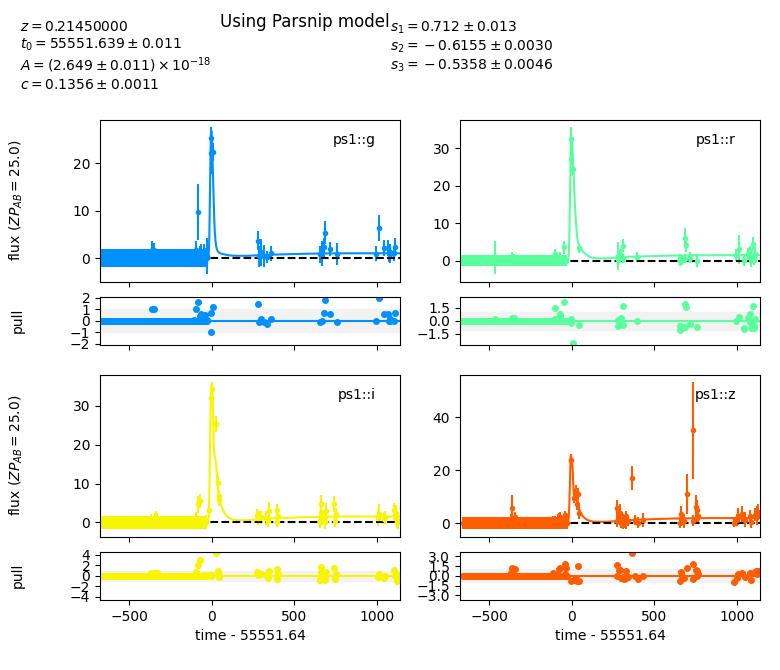 Using Parsnip model
z = 0.21450000
t₀ = 55551.639 ± 0.011
A = (2.649 ± 0.011) × 10⁻¹⁸
c = 0.1356 ± 0.0011
s₁ = 0.712 ± 0.013
s₂ = −0.6155 ± 0.0030
s₃ = −0.5358 ± 0.0046
flux (ZP_AB = 25.0)
20
10
0
ps1::g
30
20
10
0
ps1::r
pull
2
1
0
−1
−2
1.5
0.0
−1.5
flux (ZP_AB = 25.0)
30
20
10
0
ps1::i
40
20
0
ps1::z
pull
4
2
0
−2
−4
3.0
1.5
0.0
−1.5
−3.0
−500 0 500 1000
−500 0 500 1000
time - 55551.64
time - 55551.64